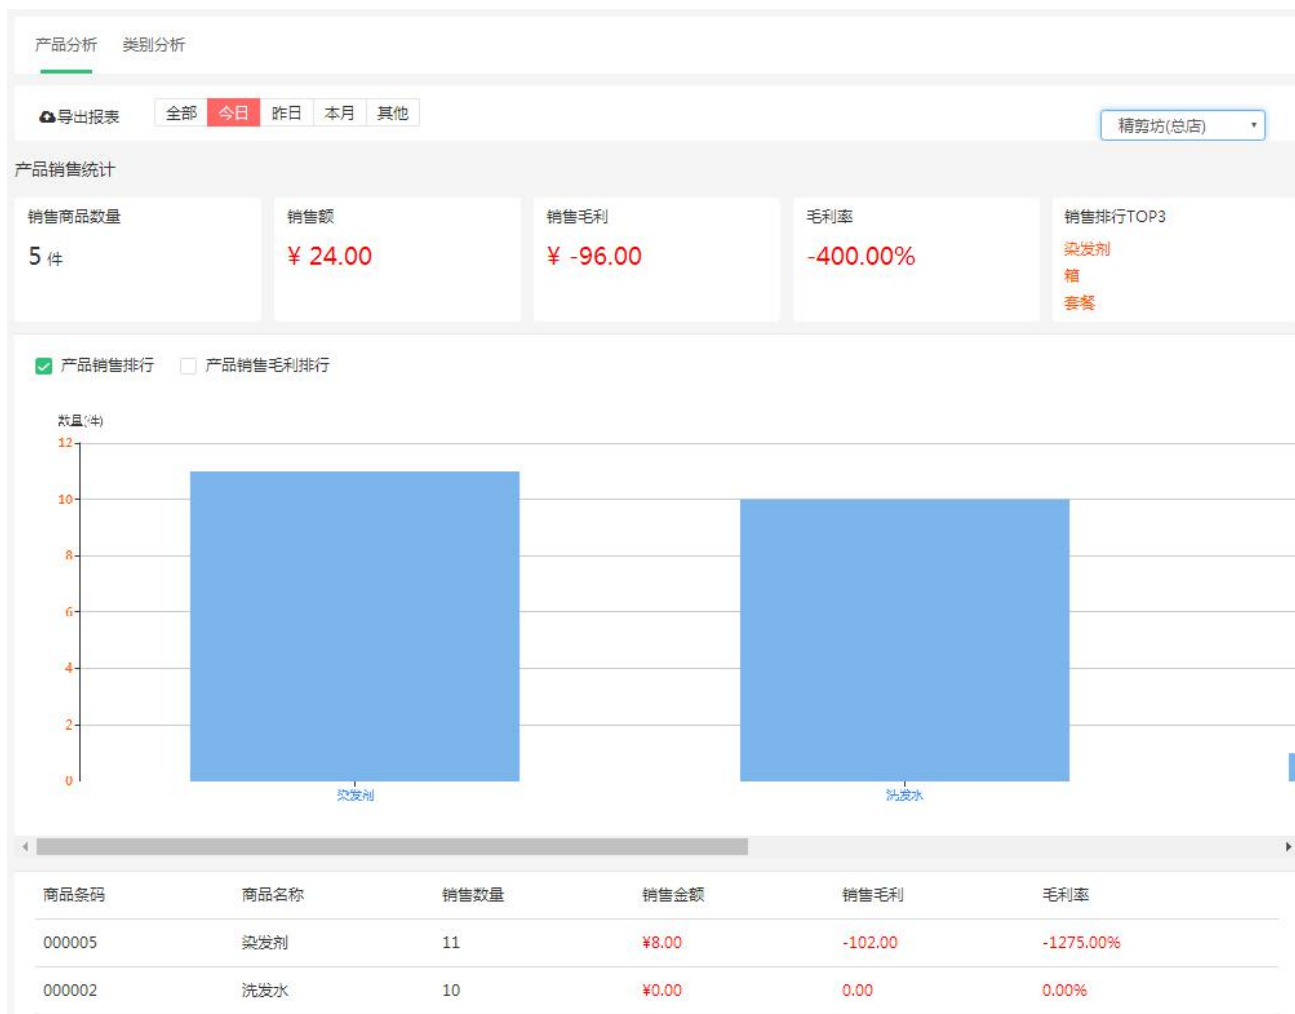 产品分析 类别分析
导出报表 全部 今日 昨日 本月 其他 精剪坊(总店)
产品销售统计
销售商品数量 销售额 销售毛利 毛利率 销售排行TOP3
5 件 ¥ 24.00 ¥ -96.00 -400.00% 染发剂
箱
套餐
产品销售排行 产品销售毛利排行
数量(件)
12
10
8
6
4
2
0
染发剂 洗发水
商品条码 商品名称 销售数量 销售金额 销售毛利 毛利率
000005 染发剂 11 ¥8.00 -102.00 -1275.00%
000002 洗发水 10 ¥0.00 0.00 0.00%